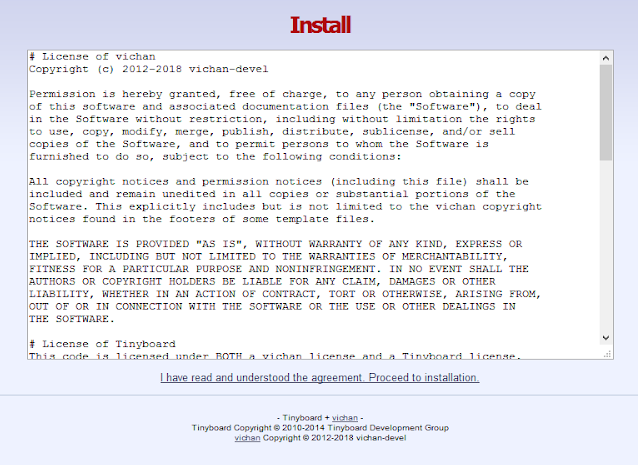 Install
# License of vichan
Copyright (c) 2012-2018 vichan-devel
Permission is hereby granted, free of charge, to any person obtaining a copy
of this software and associated documentation files (the "Software"), to deal
in the Software without restriction, including without limitation the rights
to use, copy, modify, merge, publish, distribute, sublicense, and/or sell
copies of the Software, and to permit persons to whom the Software is
furnished to do so, subject to the following conditions:
All copyright notices and permission notices (including this file) shall be
included and remain unedited in all copies or substantial portions of the
Software. This explicitly includes but is not limited to the vichan copyright
notices found in the footers of some template files.
THE SOFTWARE IS PROVIDED "AS IS", WITHOUT WARRANTY OF ANY KIND, EXPRESS OR
IMPLIED, INCLUDING BUT NOT LIMITED TO THE WARRANTIES OF MERCHANTABILITY,
FITNESS FOR A PARTICULAR PURPOSE AND NONINFRINGEMENT. IN NO EVENT SHALL THE
AUTHORS OR COPYRIGHT HOLDERS BE LIABLE FOR ANY CLAIM, DAMAGES OR OTHER
LIABILITY, WHETHER IN AN ACTION OF CONTRACT, TORT OR OTHERWISE, ARISING FROM,
OUT OF OR IN CONNECTION WITH THE SOFTWARE OR THE USE OR OTHER DEALINGS IN
THE SOFTWARE.
# License of Tinyboard
This code is licensed under BOTH a vichan license and a Tinyboard license.
I have read and understood the agreement. Proceed to installation.
- Tinyboard + vichan -
Tinyboard Copyright © 2010-2014 Tinyboard Development Group
vichan Copyright © 2012-2018 vichan-devel